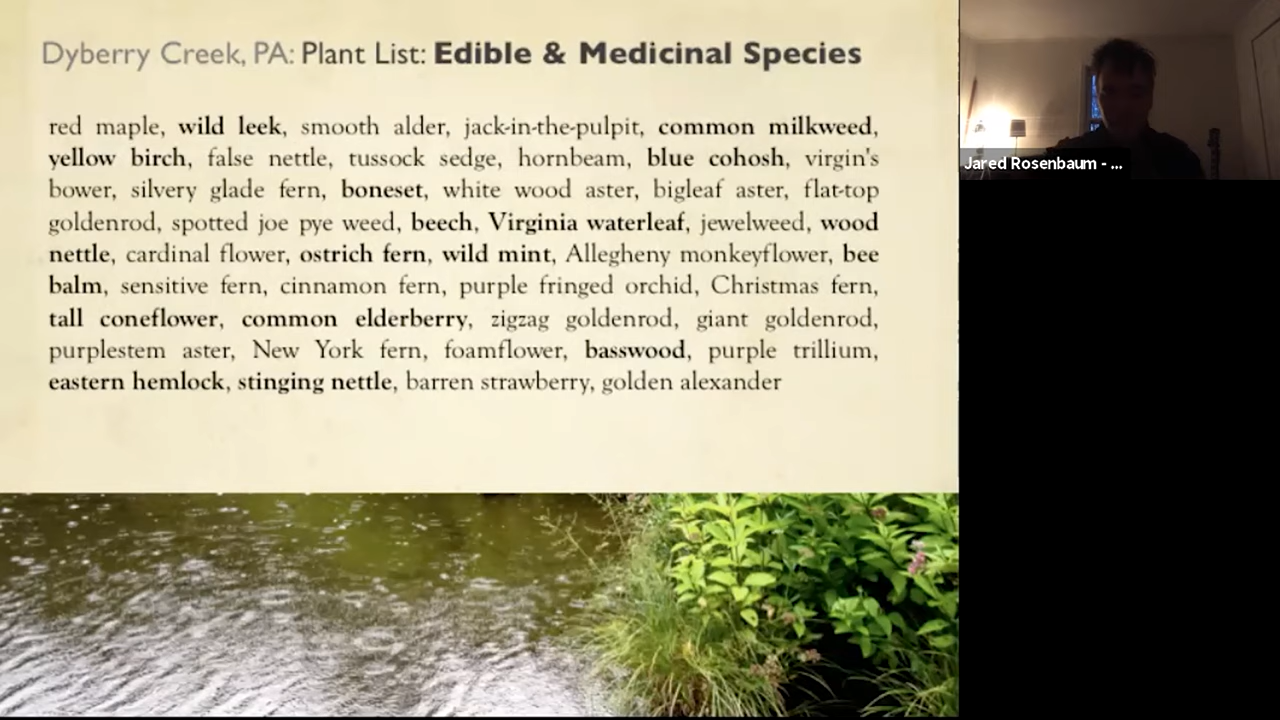 Dyberry Creek, PA: Plant List: Edible & Medicinal Species
red maple, wild leek, smooth alder, jack-in-the-pulpit, common milkweed,
yellow birch, false nettle, tussock sedge, hornbeam, blue cohosh, virgin's
bower, silvery glade fern, boneset, white wood aster, bigleaf aster, flat-top
goldenrod, spotted joe pye weed, beech, Virginia waterleaf, jewelweed, wood
nettle, cardinal flower, ostrich fern, wild mint, Allegheny monkeyflower, bee
balm, sensitive fern, cinnamon fern, purple fringed orchid, Christmas fern,
tall coneflower, common elderberry, zigzag goldenrod, giant goldenrod,
purplestem aster, New York fern, foamflower, basswood, purple trillium,
eastern hemlock, stinging nettle, barren strawberry, golden alexander
Jared Rosenbaum - ...